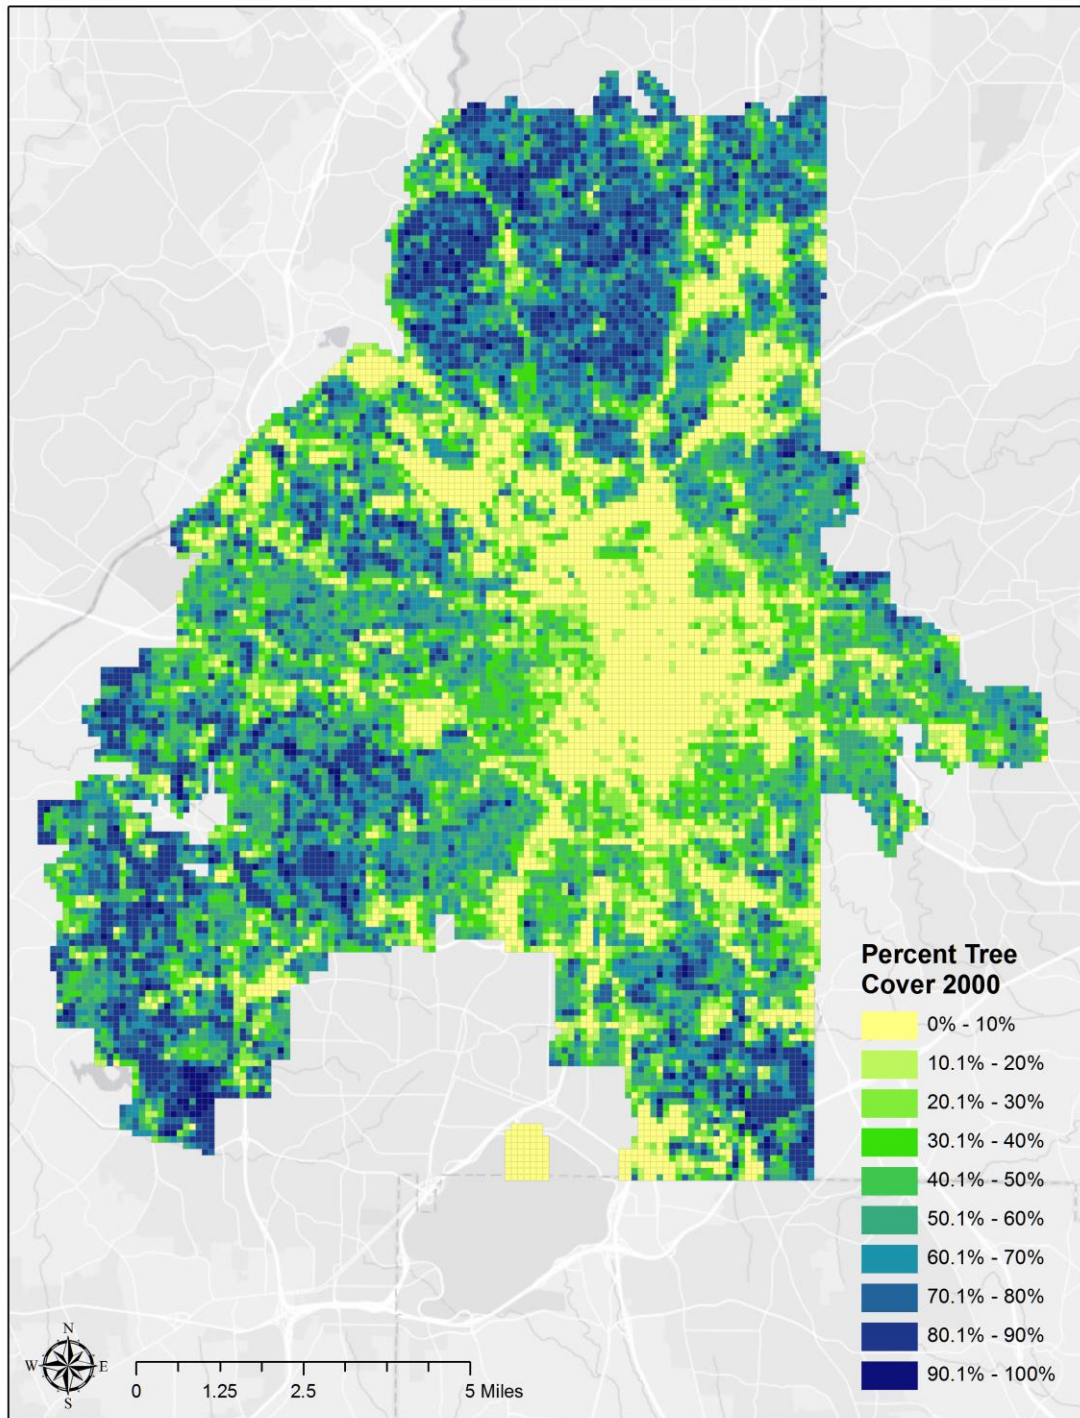 Percent Tree
Cover 2000
0% - 10%
10.1% - 20%
20.1% - 30%
30.1% - 40%
40.1% - 50%
50.1% - 60%
60.1% - 70%
70.1% - 80%
80.1% - 90%
90.1% - 100%
N
W E
S
0 1.25 2.5 5 Miles